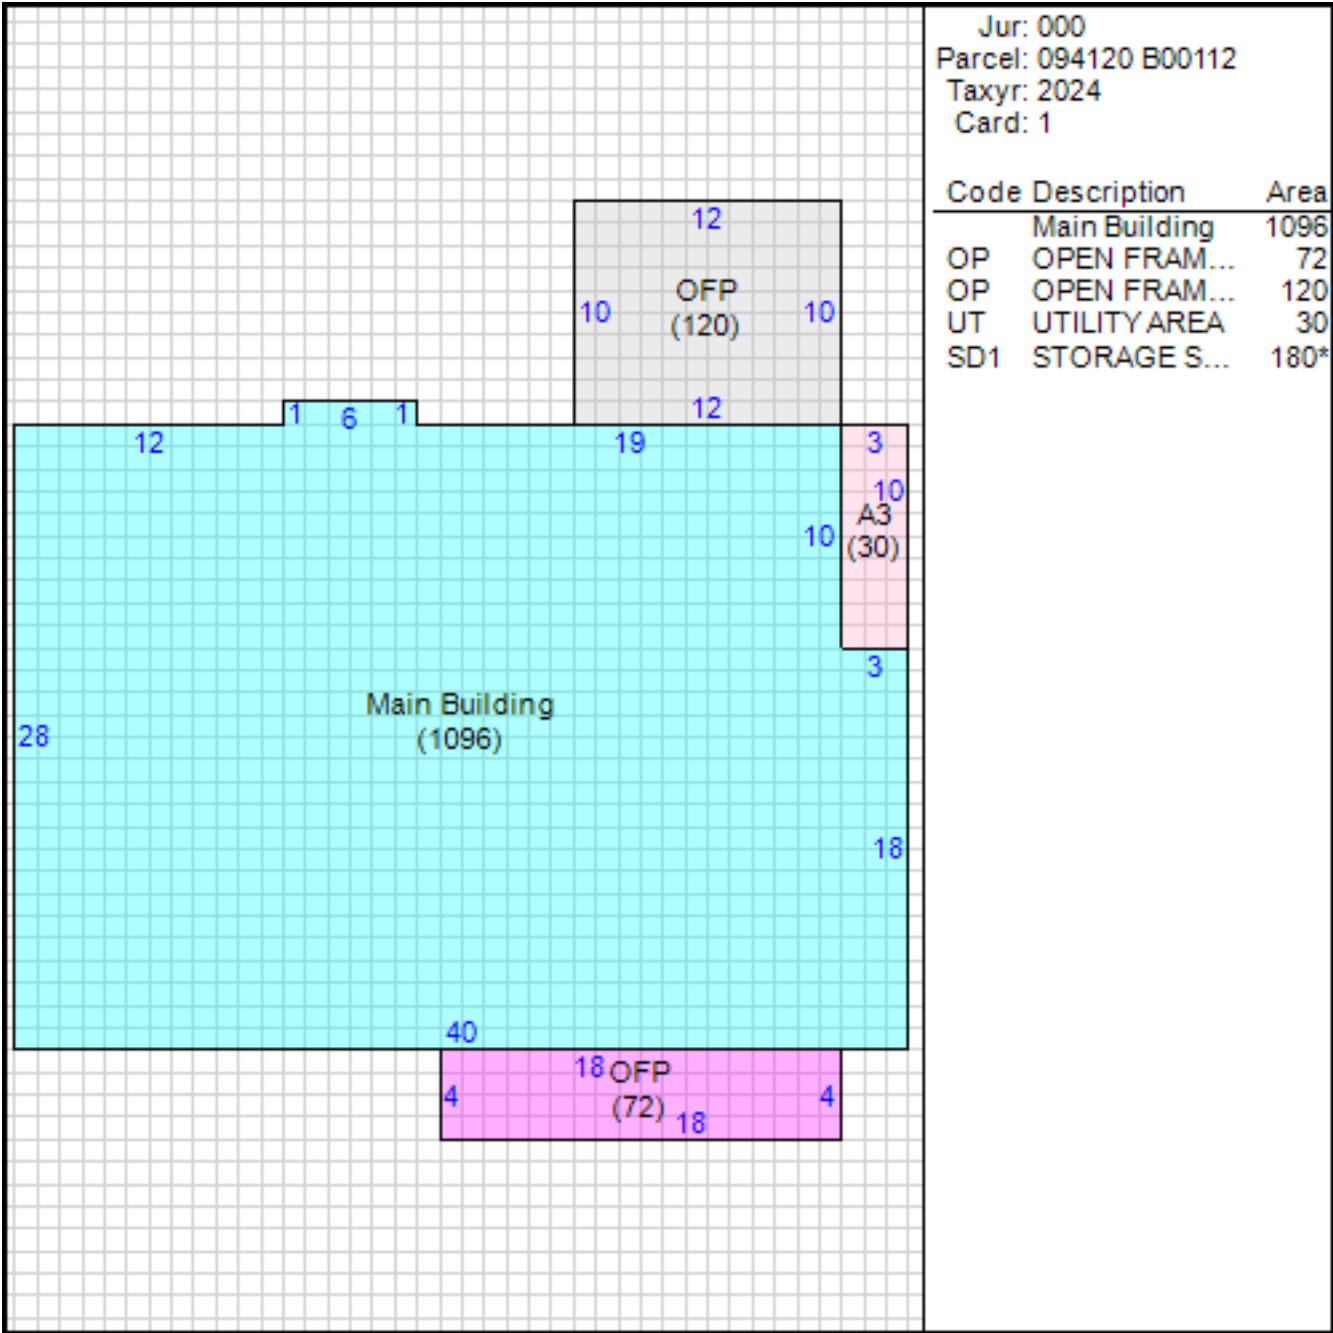 Jur: 000
Parcel: 094120 B00112
Taxyr: 2024
Card: 1
Code Description Area
Main Building 1096
OP OPEN FRAM... 72
OP OPEN FRAM... 120
UT UTILITY AREA 30
SD1 STORAGE S... 180*
12
OFP
10 10
(120)
12
1 6 1
12 19 3
10
A3
10
(30)
3
Main Building
28
(1096)
18
40
18 OFP
4 4
(72)
18